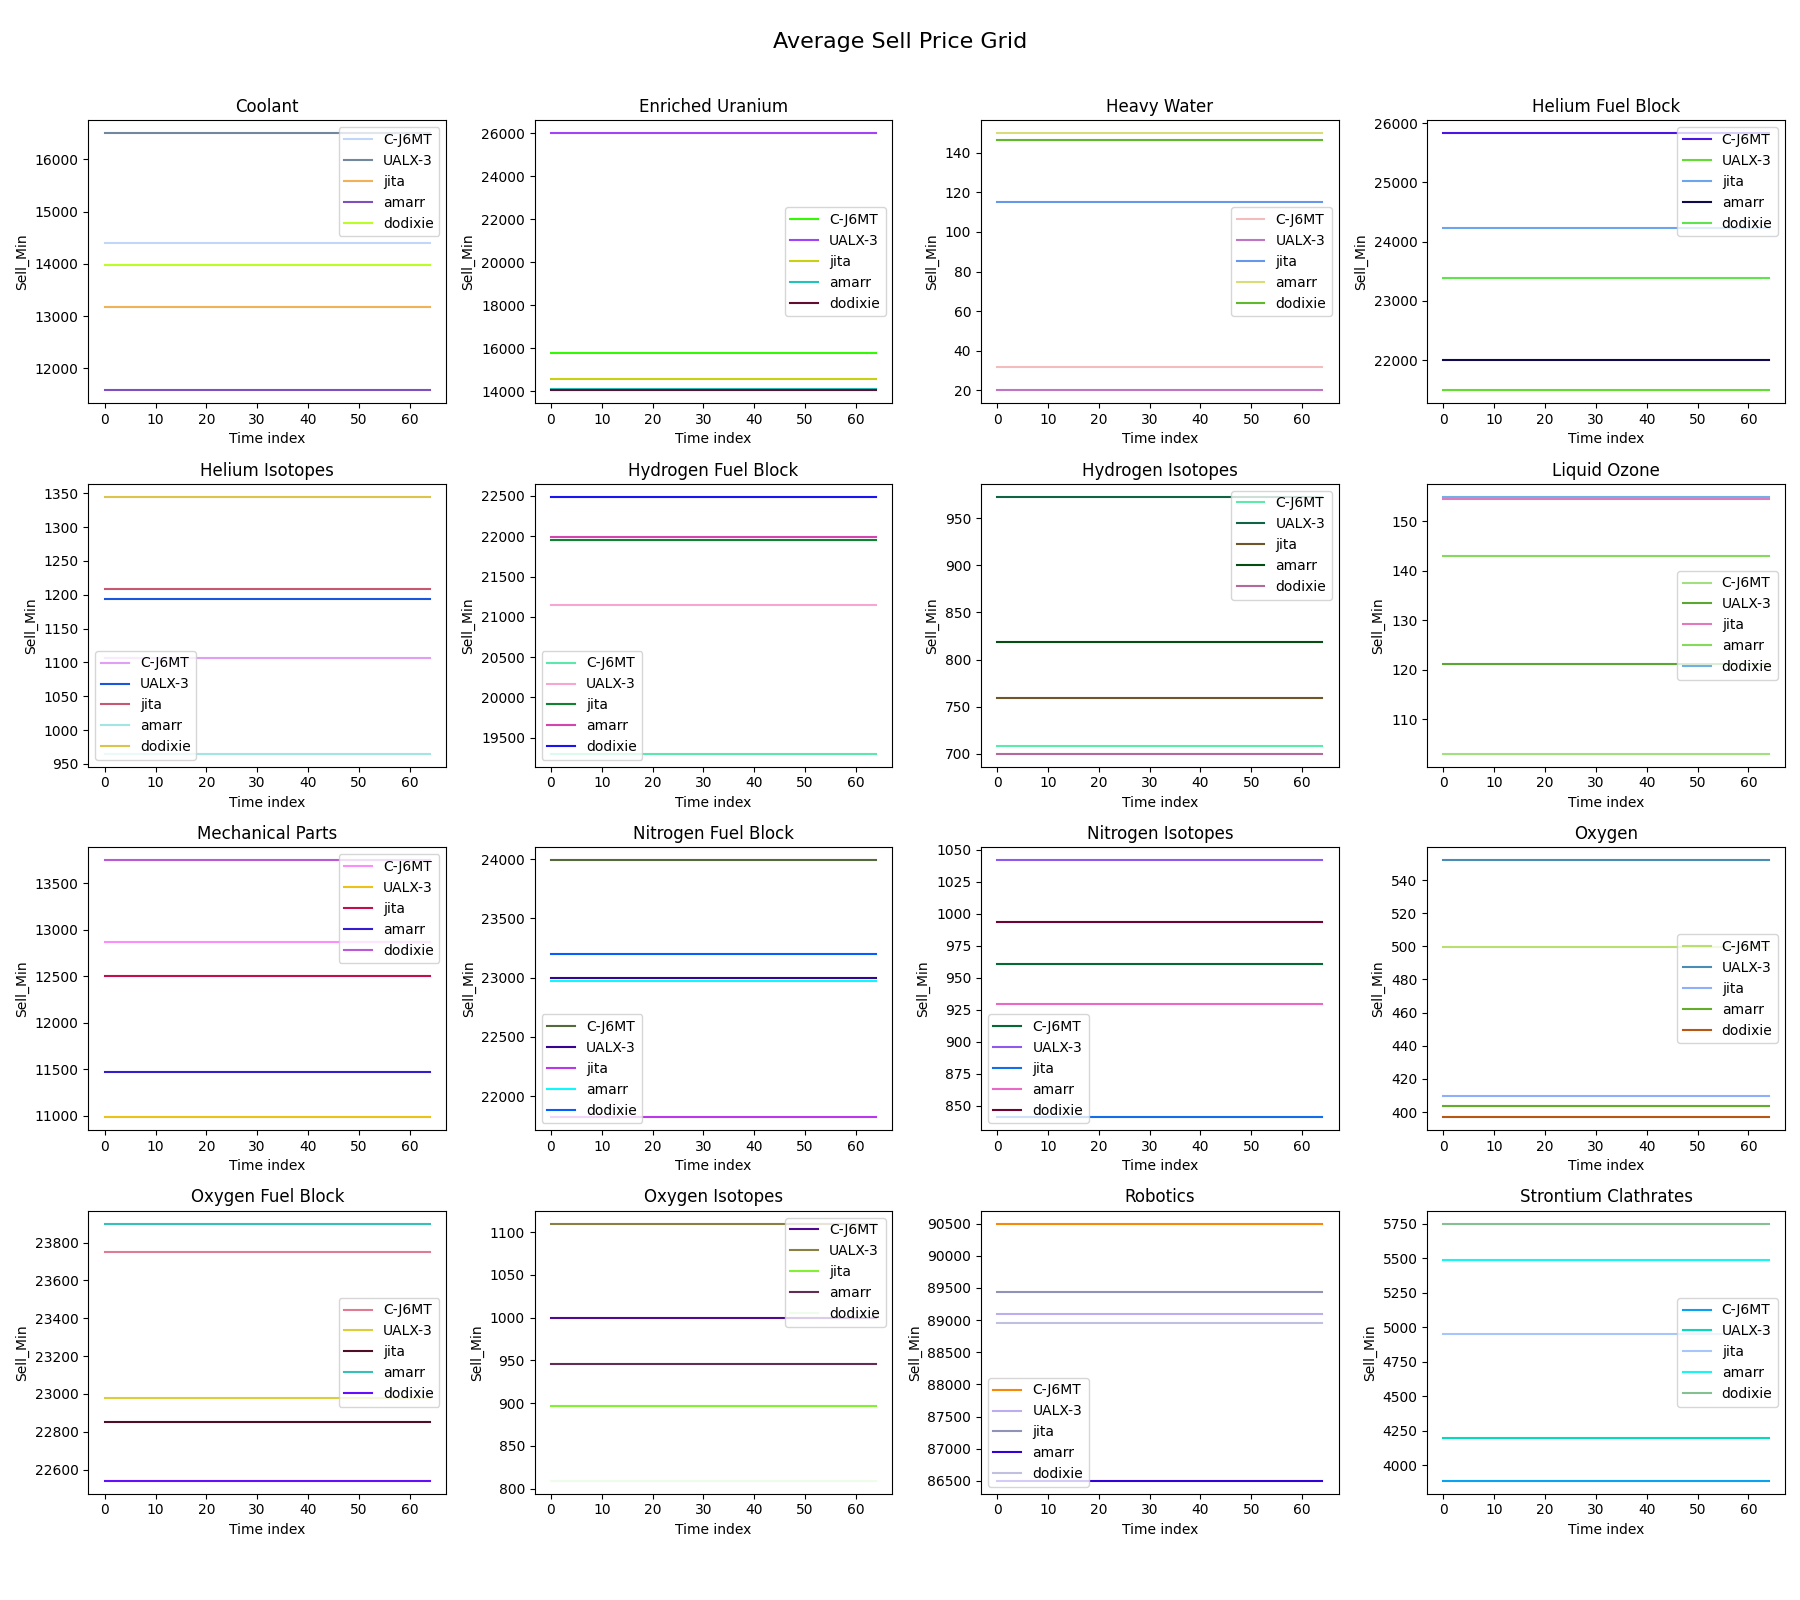 Average Sell Price Grid
Coolant
Sell_Min
16000
15000
14000
13000
12000
C-J6MT
UALX-3
jita
amarr
dodixie
0 10 20 30 40 50 60
Time index
Enriched Uranium
Sell_Min
26000
24000
22000
20000
18000
16000
14000
C-J6MT
UALX-3
jita
amarr
dodixie
0 10 20 30 40 50 60
Time index
Heavy Water
Sell_Min
140
120
100
80
60
40
20
C-J6MT
UALX-3
jita
amarr
dodixie
0 10 20 30 40 50 60
Time index
Helium Fuel Block
Sell_Min
26000
25000
24000
23000
22000
C-J6MT
UALX-3
jita
amarr
dodixie
0 10 20 30 40 50 60
Time index
Helium Isotopes
Sell_Min
1350
1300
1250
1200
1150
1100
1050
1000
950
C-J6MT
UALX-3
jita
amarr
dodixie
0 10 20 30 40 50 60
Time index
Hydrogen Fuel Block
Sell_Min
22500
22000
21500
21000
20500
20000
19500
C-J6MT
UALX-3
jita
amarr
dodixie
0 10 20 30 40 50 60
Time index
Hydrogen Isotopes
Sell_Min
950
900
850
800
750
700
C-J6MT
UALX-3
jita
amarr
dodixie
0 10 20 30 40 50 60
Time index
Liquid Ozone
Sell_Min
150
140
130
120
110
C-J6MT
UALX-3
jita
amarr
dodixie
0 10 20 30 40 50 60
Time index
Mechanical Parts
Sell_Min
13500
13000
12500
12000
11500
11000
C-J6MT
UALX-3
jita
amarr
dodixie
0 10 20 30 40 50 60
Time index
Nitrogen Fuel Block
Sell_Min
24000
23500
23000
22500
22000
C-J6MT
UALX-3
jita
amarr
dodixie
0 10 20 30 40 50 60
Time index
Nitrogen Isotopes
Sell_Min
1050
1025
1000
975
950
925
900
875
850
C-J6MT
UALX-3
jita
amarr
dodixie
0 10 20 30 40 50 60
Time index
Oxygen
Sell_Min
540
520
500
480
460
440
420
400
C-J6MT
UALX-3
jita
amarr
dodixie
0 10 20 30 40 50 60
Time index
Oxygen Fuel Block
Sell_Min
23800
23600
23400
23200
23000
22800
22600
C-J6MT
UALX-3
jita
amarr
dodixie
0 10 20 30 40 50 60
Time index
Oxygen Isotopes
Sell_Min
1100
1050
1000
950
900
850
800
C-J6MT
UALX-3
jita
amarr
dodixie
0 10 20 30 40 50 60
Time index
Robotics
Sell_Min
90500
90000
89500
89000
88500
88000
87500
87000
86500
C-J6MT
UALX-3
jita
amarr
dodixie
0 10 20 30 40 50 60
Time index
Strontium Clathrates
Sell_Min
5750
5500
5250
5000
4750
4500
4250
4000
C-J6MT
UALX-3
jita
amarr
dodixie
0 10 20 30 40 50 60
Time index